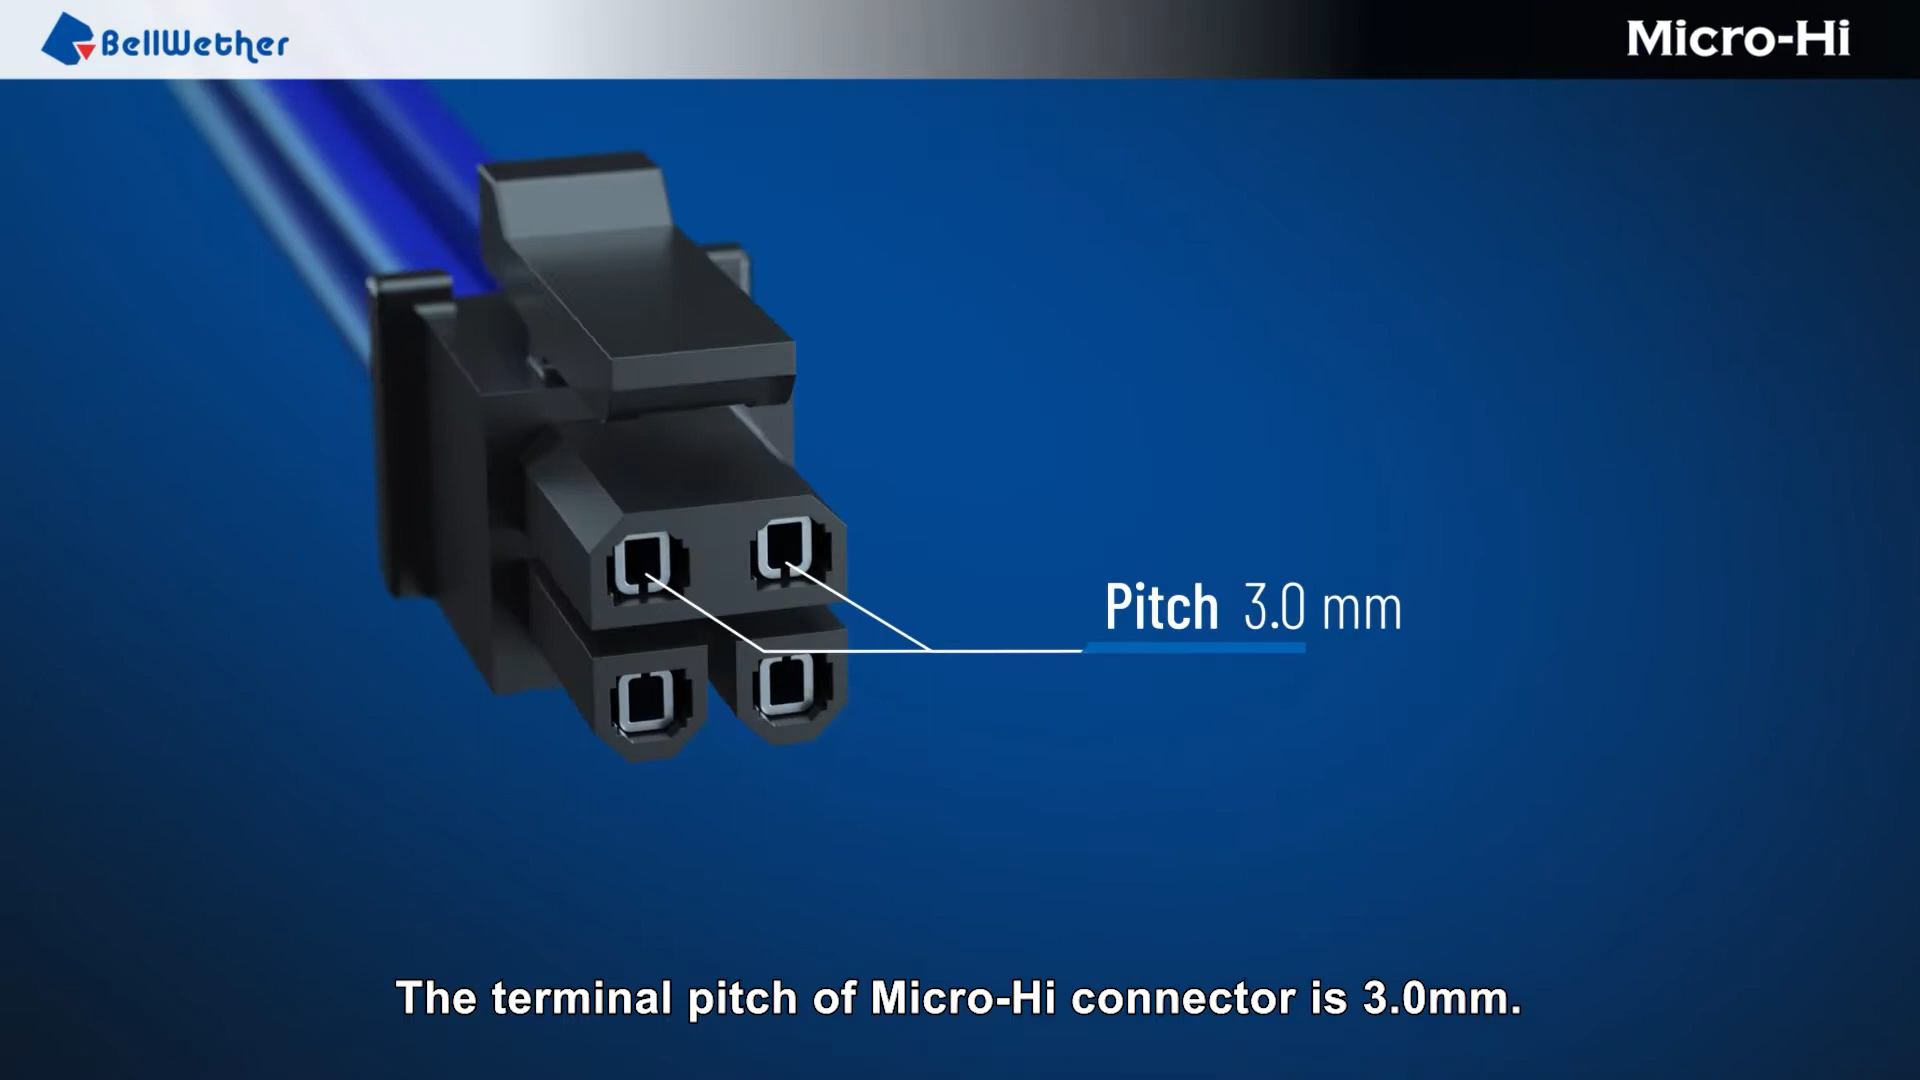 BellWether
Micro-Hi
Pitch 3.0 mm
The terminal pitch of Micro-Hi connector is 3.0mm.